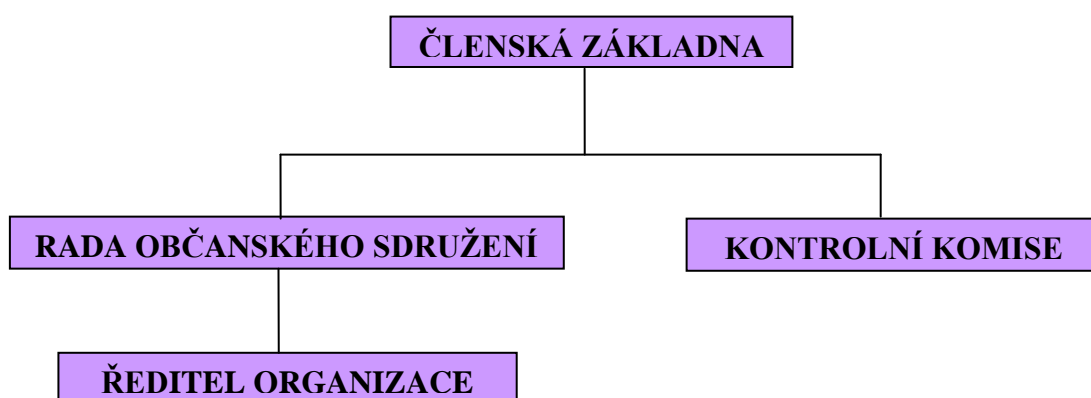 ČLENSKÁ ZÁKLADNA
RADA OBČANSKÉHO SDRUŽENÍ
KONTROLNÍ KOMISE
ŘEDITEL ORGANIZACE